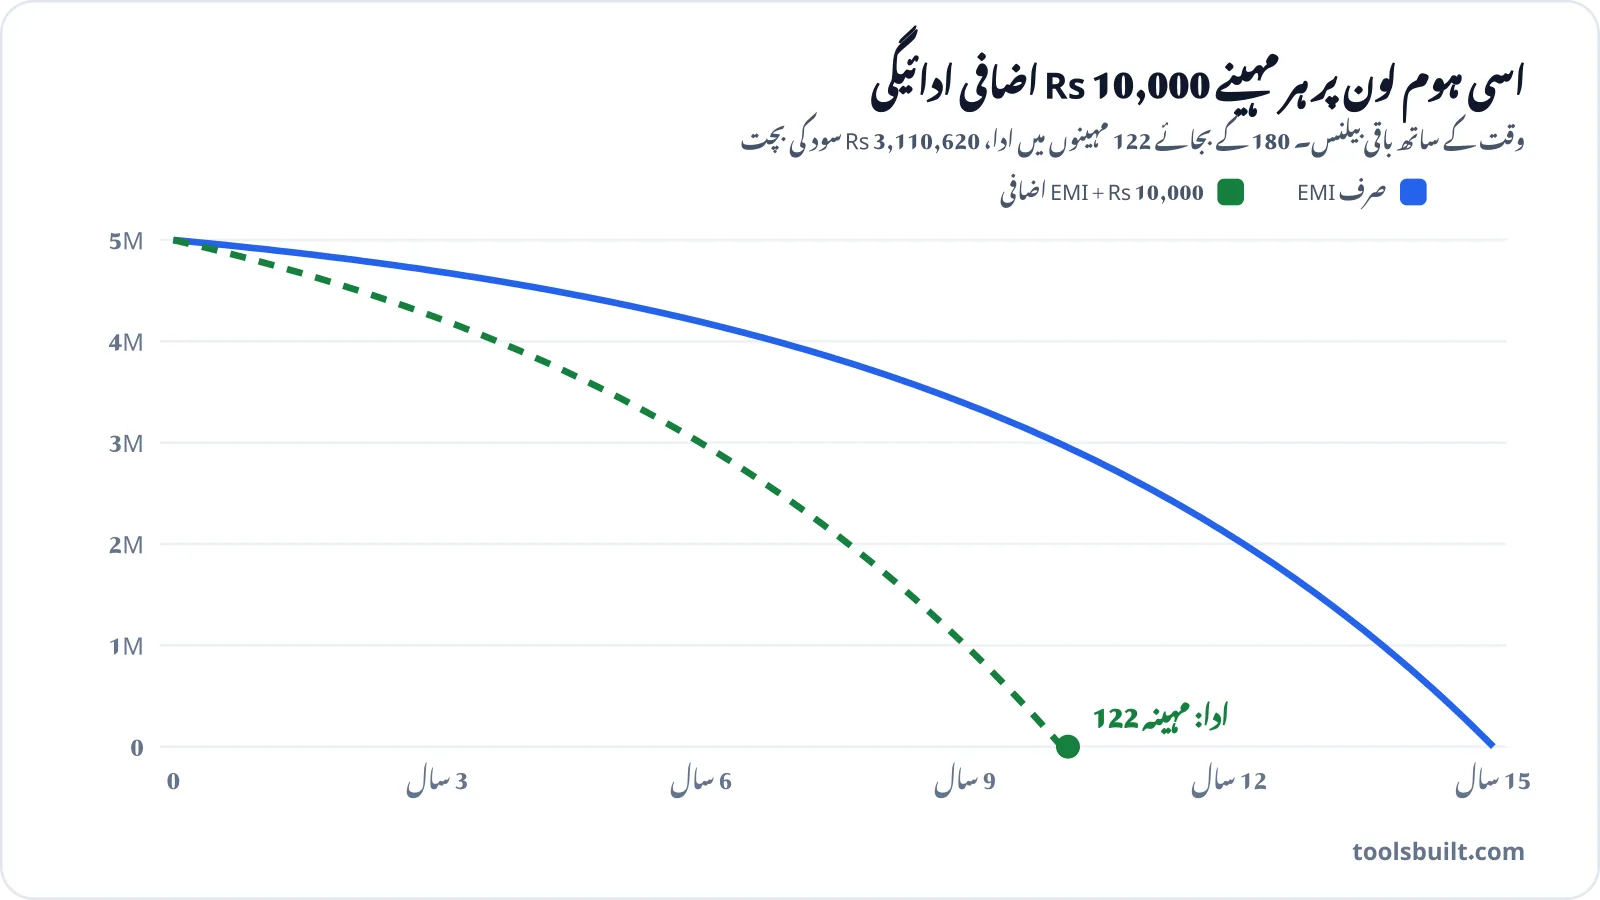 اسی ہوم لون پر ہر مہینے Rs 10,000 اضافی ادائیگی
وقت کے ساتھ باقی بیلنس۔ 180 کے بجائے 122 مہینوں میں ادا، Rs 3,110,620 سود کی بچت
صرف EMI
EMI + Rs 10,000 اضافی
5M
4M
3M
2M
1M
0
ادا: مہینہ 122
0
3 سال
6 سال
9 سال
12 سال
15 سال
toolsbuilt.com